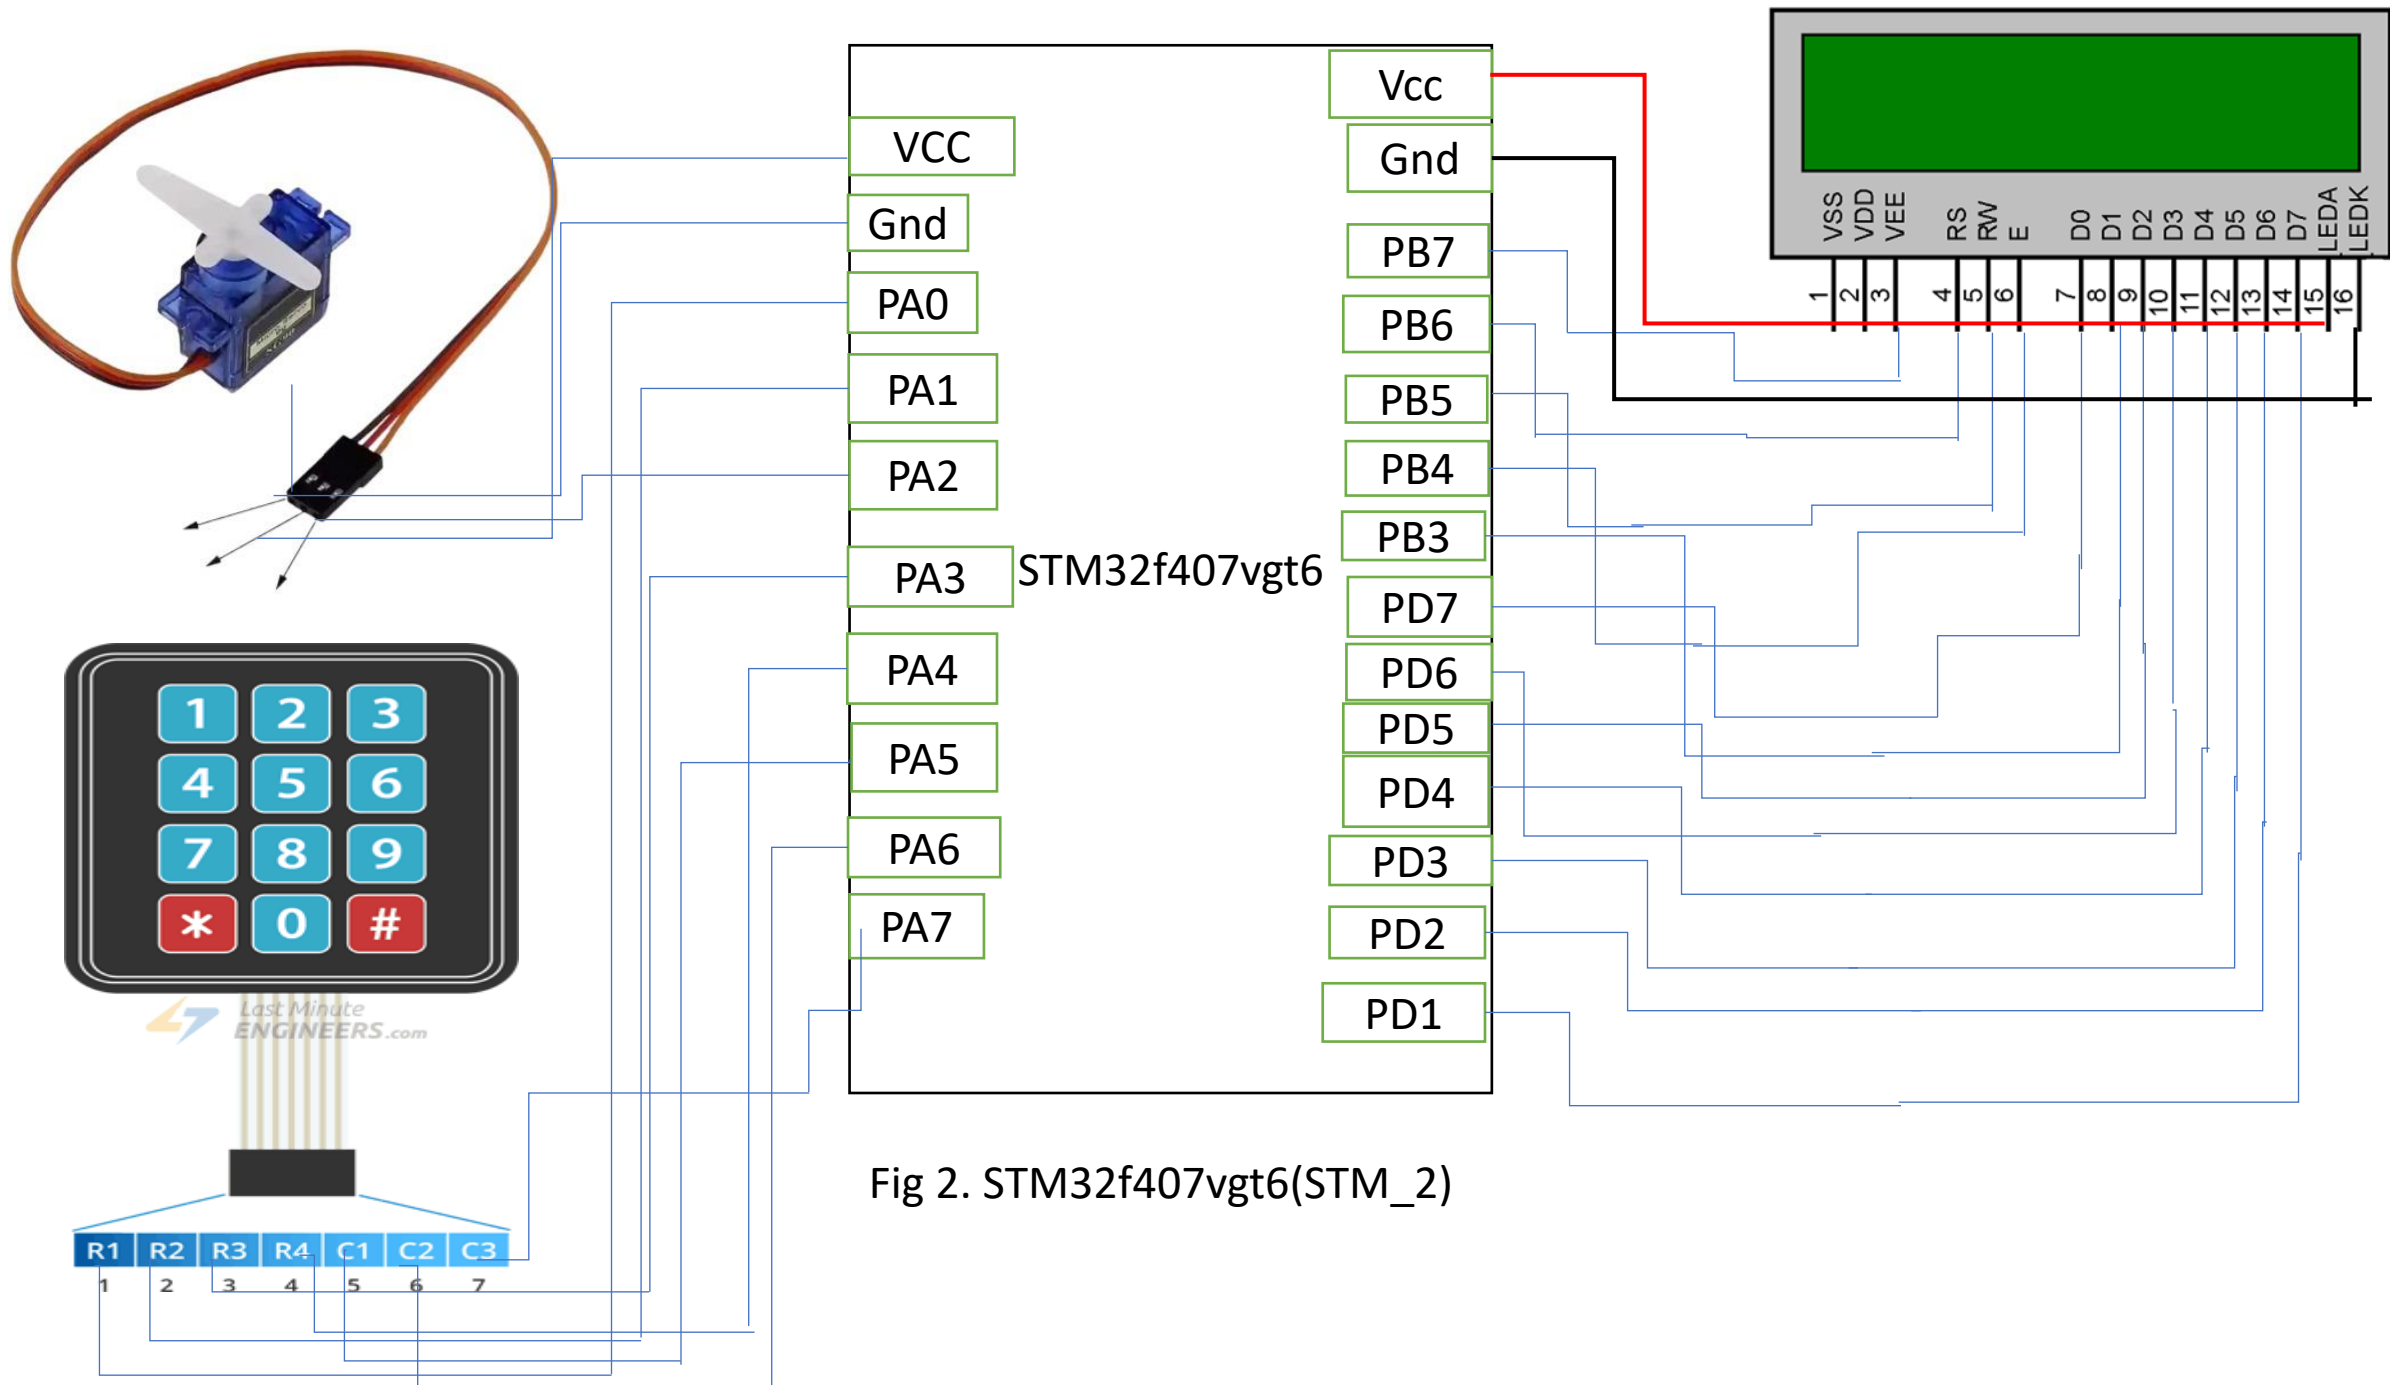 VCC
Gnd
PA0
PA1
PA2
PA3
PA4
PA5
PA6
PA7
STM32f407vgt6
Vcc
Gnd
PB7
PB6
PB5
PB4
PB3
PD7
PD6
PD5
PD4
PD3
PD2
PD1
VSS
VDD
VEE
RS
RW
E
D0
D1
D2
D3
D4
D5
D6
D7
LEDA
LEDK
1
2
3
4
5
6
7
8
9
10
11
12
13
14
15
16
1 2 3
4 5 6
7 8 9
* 0 #
Last Minute
ENGINEERS.com
R1 R2 R3 R4 C1 C2 C3
1 2 3 4 5 6 7
Fig 2. STM32f407vgt6(STM_2)